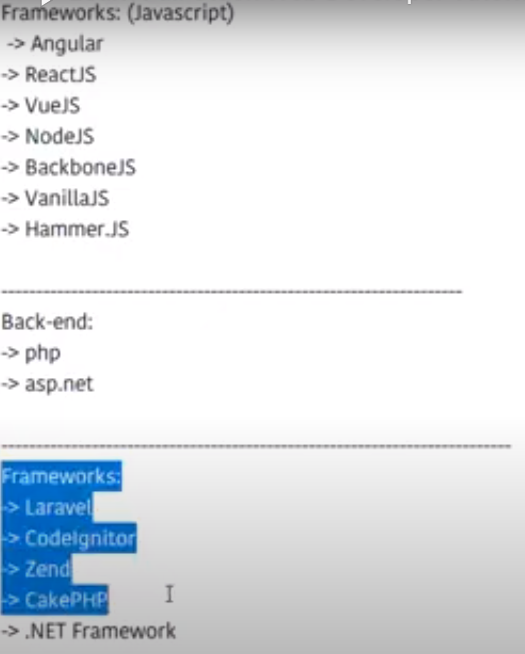 Frameworks: (Javascript)
-> Angular
-> ReactJS
-> VueJS
-> NodeJS
-> BackboneJS
-> VanillaJS
-> Hammer.JS
------------------------------------------------------------------
Back-end:
-> php
-> asp.net
-------------------------------------------------------------------------
Frameworks:
-> Laravel
-> CodeIgnitor
-> Zend
-> CakePHP
-> .NET Framework